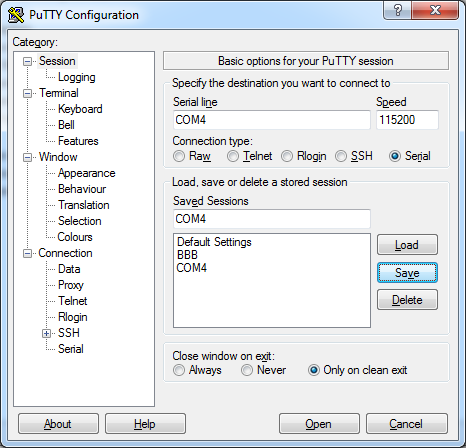 PuTTY Configuration
Category:
Session
Logging
Terminal
Keyboard
Bell
Features
Window
Appearance
Behaviour
Translation
Selection
Colours
Connection
Data
Proxy
Telnet
Rlogin
SSH
Serial
Basic options for your PuTTY session
Specify the destination you want to connect to
Serial line Speed
COM4 115200
Connection type:
Raw Telnet Rlogin SSH Serial
Load, save or delete a stored session
Saved Sessions
COM4
Default Settings
BBB
COM4
Load
Save
Delete
Close window on exit:
Always Never Only on clean exit
About Help Open Cancel